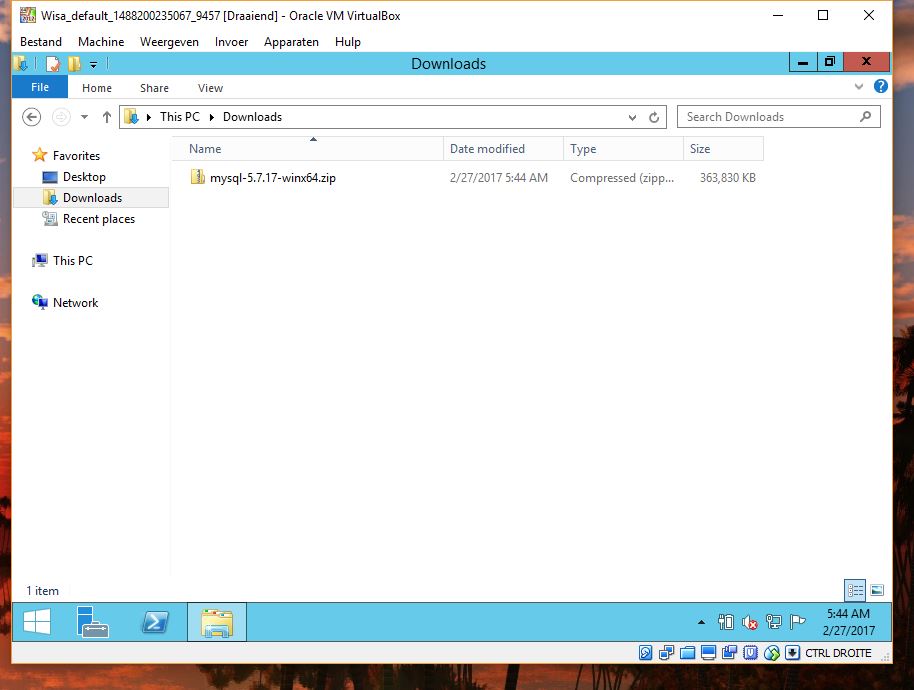 Wisa_default_1488200235067_9457 [Draaiend] - Oracle VM VirtualBox
Bestand Machine Weergeven Invoer Apparaten Hulp
Downloads
File Home Share View
This PC Downloads Search Downloads
Name Date modified Type Size
Favorites
Desktop
Downloads
Recent places
This PC
Network
mysql-5.7.17-winx64.zip 2/27/2017 5:44 AM Compressed (zipp... 363,830 KB
1 item
5:44 AM
2/27/2017
CTRL DROITE